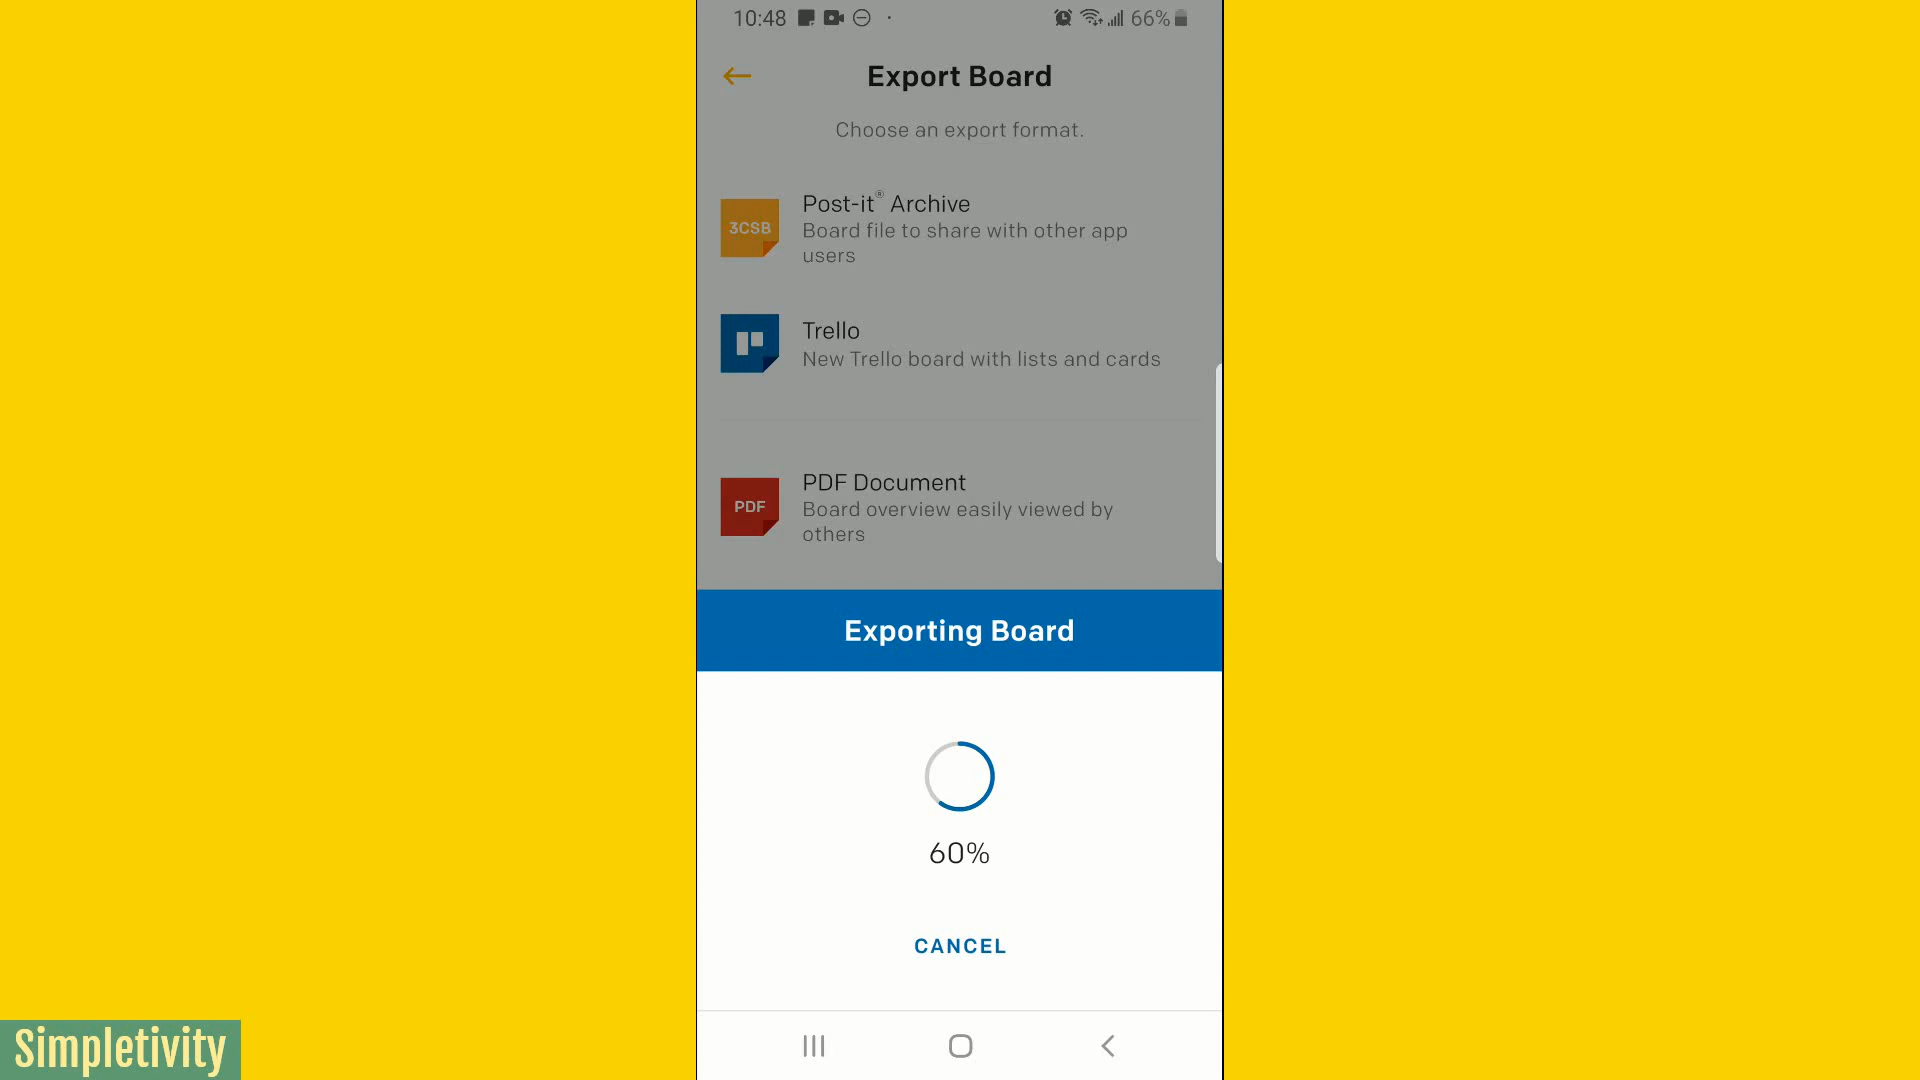 10:48
66%
Export Board
Choose an export format.
3CSB
Post-it® Archive
Board file to share with other app
users
Trello
New Trello board with lists and cards
PDF
PDF Document
Board overview easily viewed by
others
Exporting Board
60%
CANCEL
Simpletivity